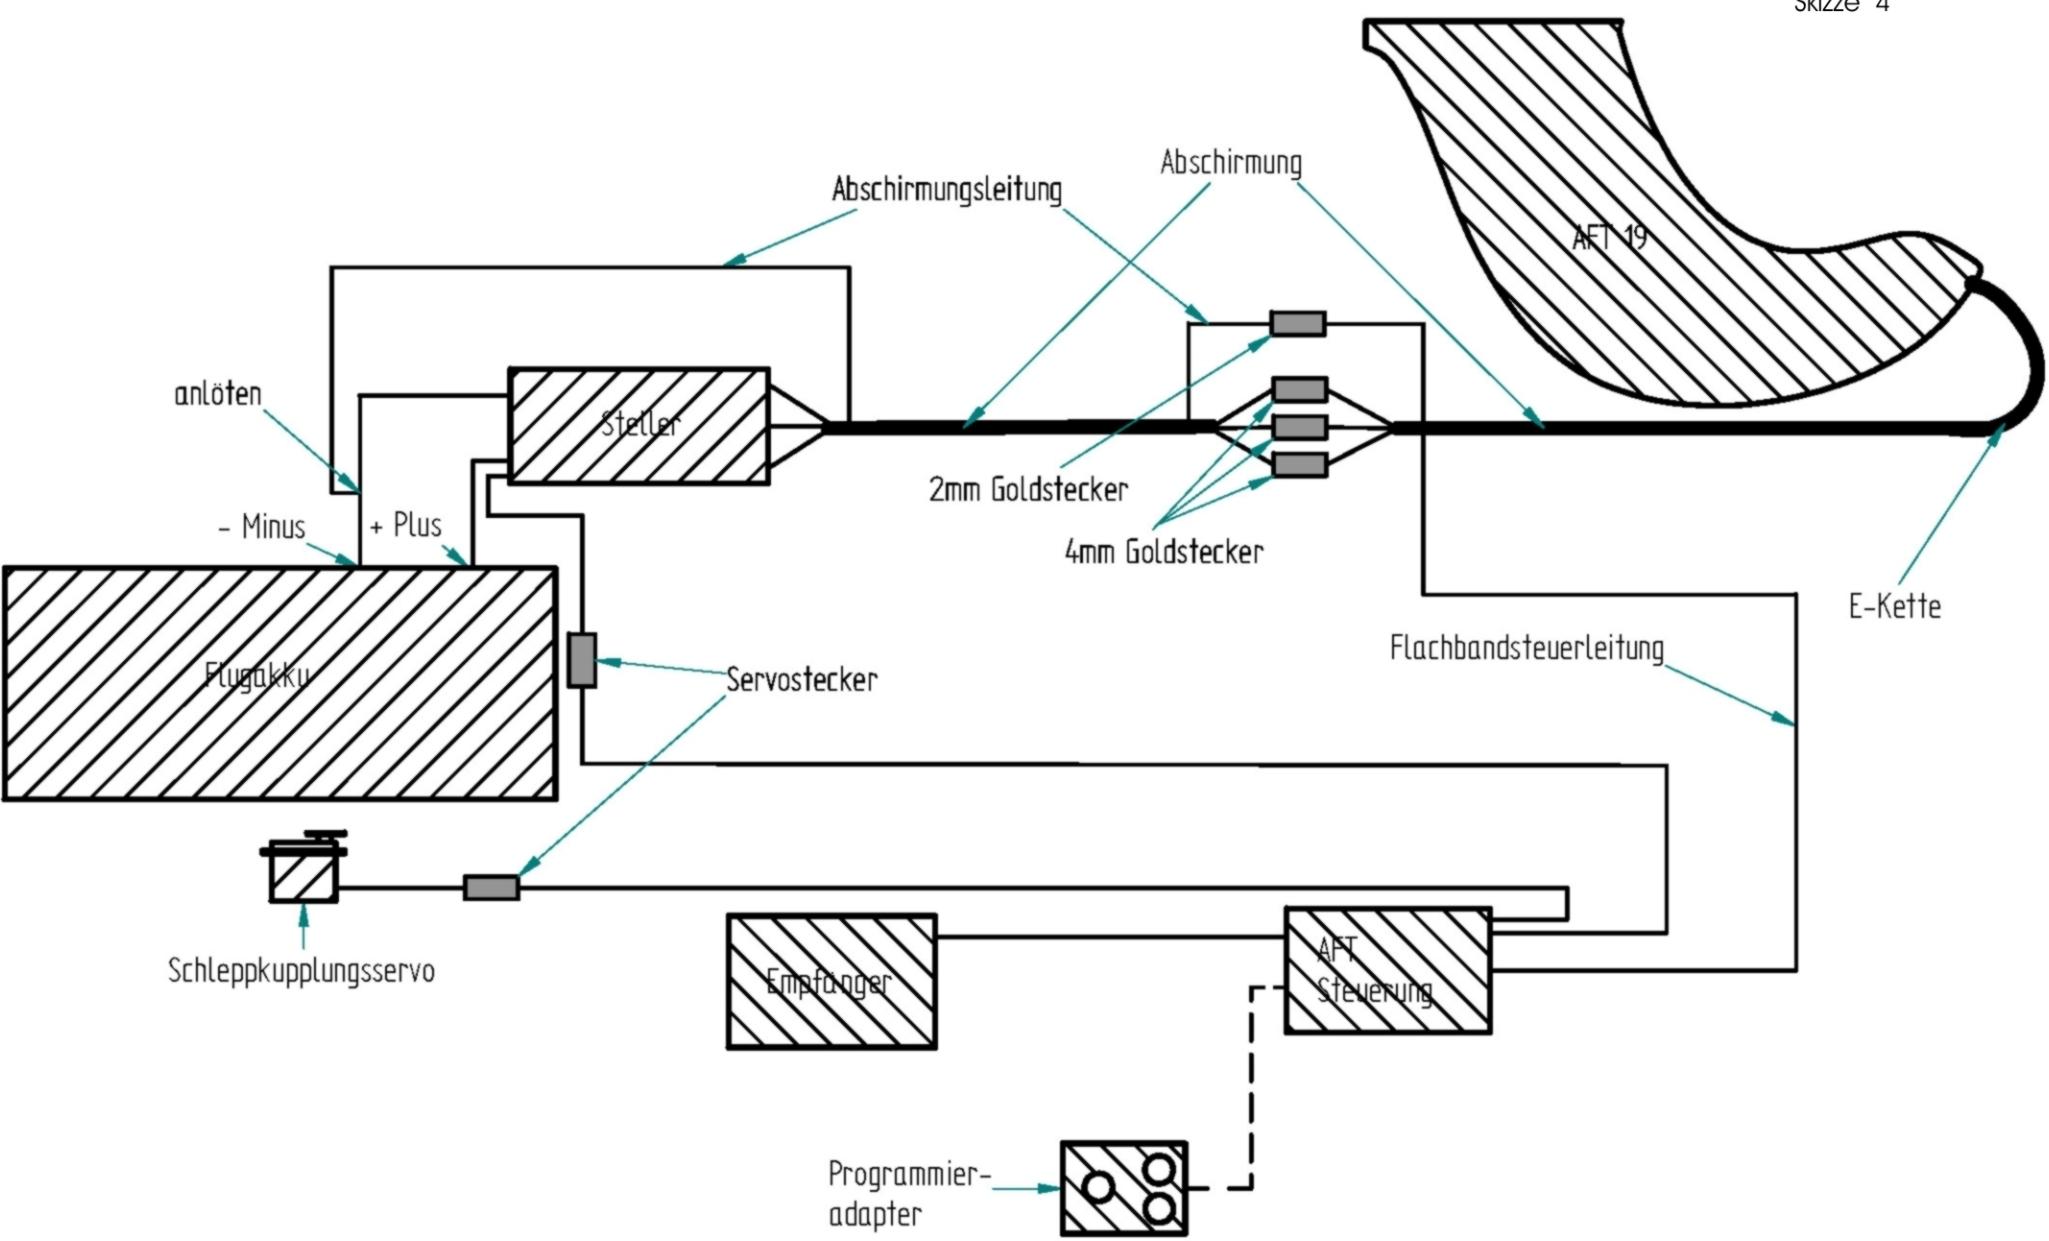 Skizze 4
Abschirmung
Abschirmungsleitung
AFT 19
anlöten
Steller
2mm Goldstecker
- Minus
+ Plus
4mm Goldstecker
E-Kette
Flachbandsteuerleitung
Flugakku
Servostecker
Schleppkupplungsservo
Empfänger
AFT
Steuerung
Programmier-
adapter